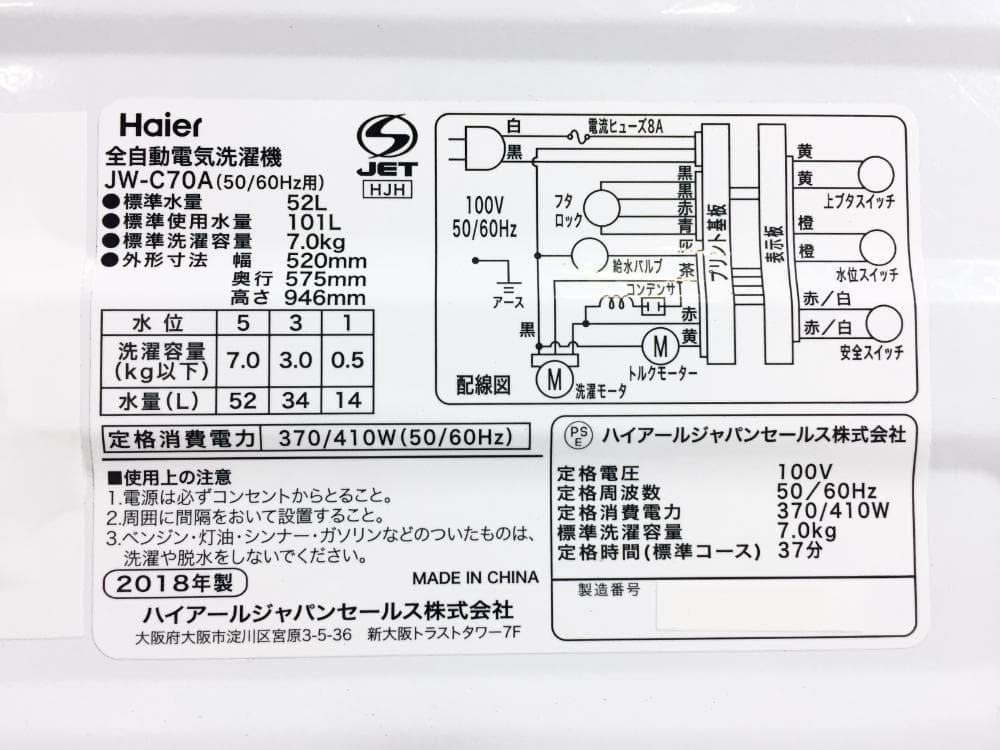 Haier
JET
HJH
全自動電気洗濯機
JW-C70A(50/60Hz用)
●標準水量 52L
●標準使用水量 101L
●標準洗濯容量 7.0kg
●外形寸法 幅 520mm
奥行 575mm
高さ 946mm
水位 5 3 1
洗濯容量(kg以下) 7.0 3.0 0.5
水量(L) 52 34 14
定格消費電力 370/410W(50/60Hz)
■使用上の注意
1.電源は必ずコンセントからとること。
2.周囲に間隔をおいて設置すること。
3.ベンジン・灯油・シンナー・ガソリンなどのついたものは、
洗濯や脱水をしないでください。
2018年製
MADE IN CHINA
ハイアールジャパンセールス株式会社
大阪府大阪市淀川区宮原3-5-36 新大阪トラストタワー7F
白
電流ヒューズ8A
黒
100V
50/60Hz
アース
フタ
ロック
黒
黒
赤
青
灰
給水バルブ
茶
コンデンサ
赤
黒
黄
M
トルクモーター
M
洗濯モータ
配線図
プリント基板
表示板
黄
黄
上ブタスイッチ
橙
橙
水位スイッチ
赤/白
赤/白
安全スイッチ
PSE ハイアールジャパンセールス株式会社
定格電圧 100V
定格周波数 50/60Hz
定格消費電力 370/410W
標準洗濯容量 7.0kg
定格時間(標準コース) 37分
製造番号